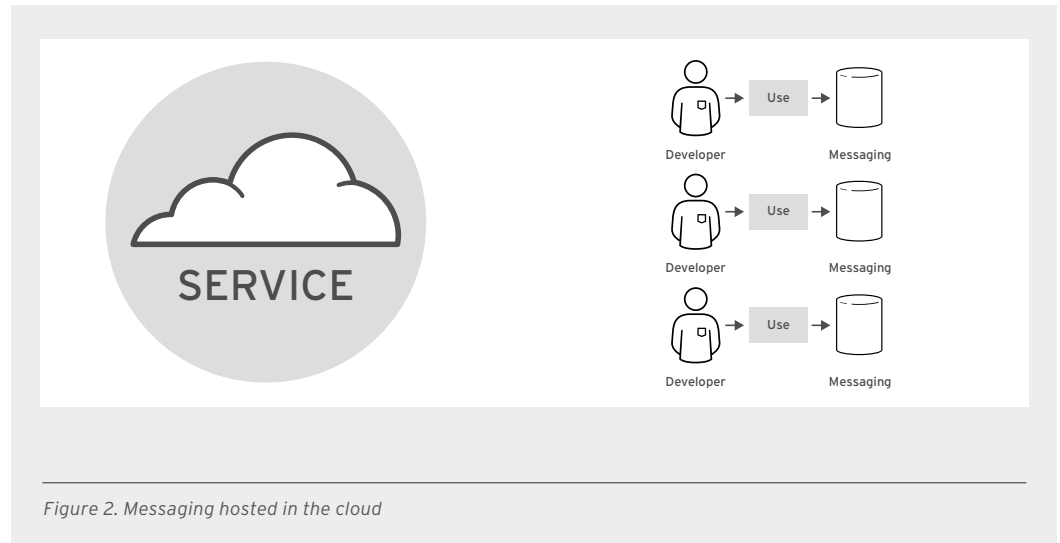 SERVICE
Use
Developer
Messaging
Use
Developer
Messaging
Use
Developer
Messaging
Figure 2. Messaging hosted in the cloud